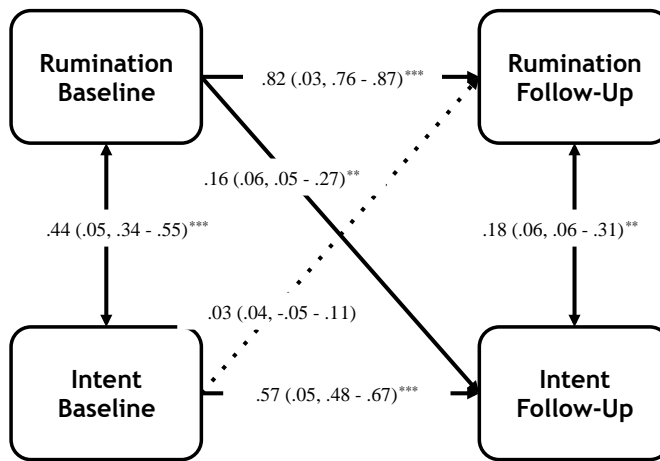 Rumination
Baseline
.82 (.03, .76 - .87)***
Rumination
Follow-Up
.16 (.06, .05 - .27)**
.44 (.05, .34 - .55)***
.18 (.06, .06 - .31)**
.03 (.04, -.05 - .11)
Intent
Baseline
.57 (.05, .48 - .67)***
Intent
Follow-Up